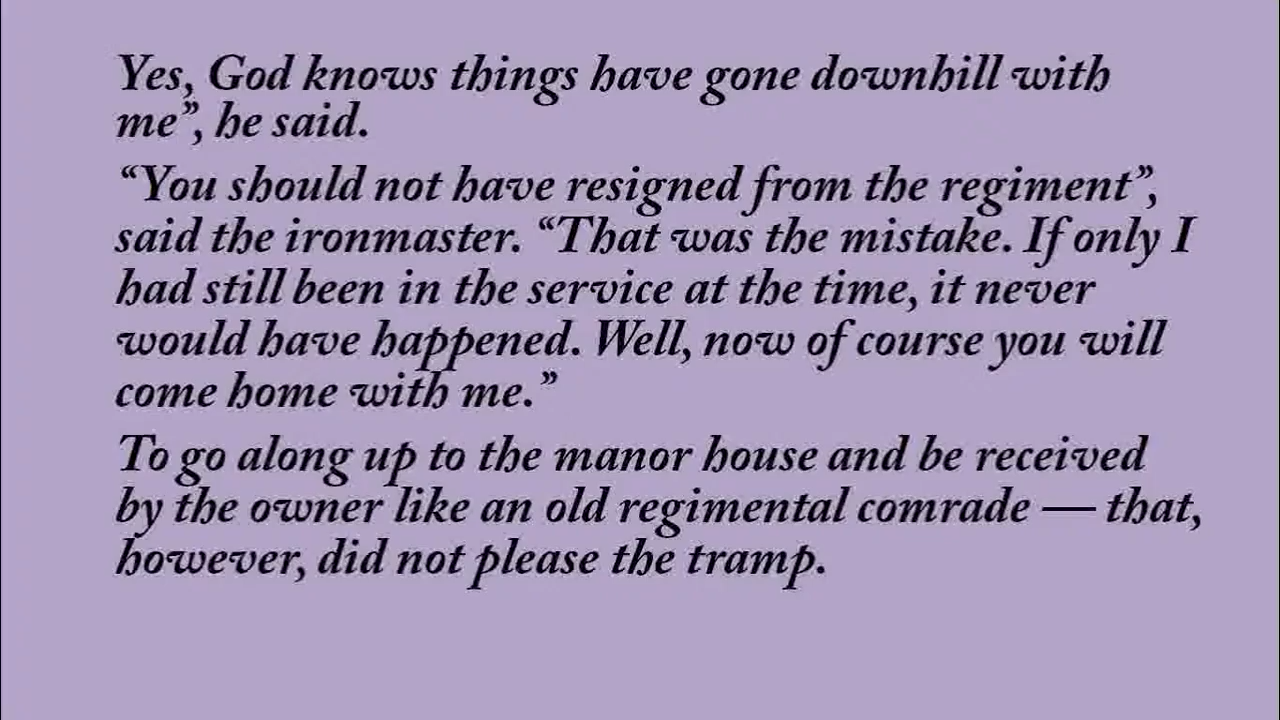 Yes, God knows things have gone downhill with
me”, he said.
“You should not have resigned from the regiment”,
said the ironmaster. “That was the mistake. If only I
had still been in the service at the time, it never
would have happened. Well, now of course you will
come home with me.”
To go along up to the manor house and be received
by the owner like an old regimental comrade — that,
however, did not please the tramp.